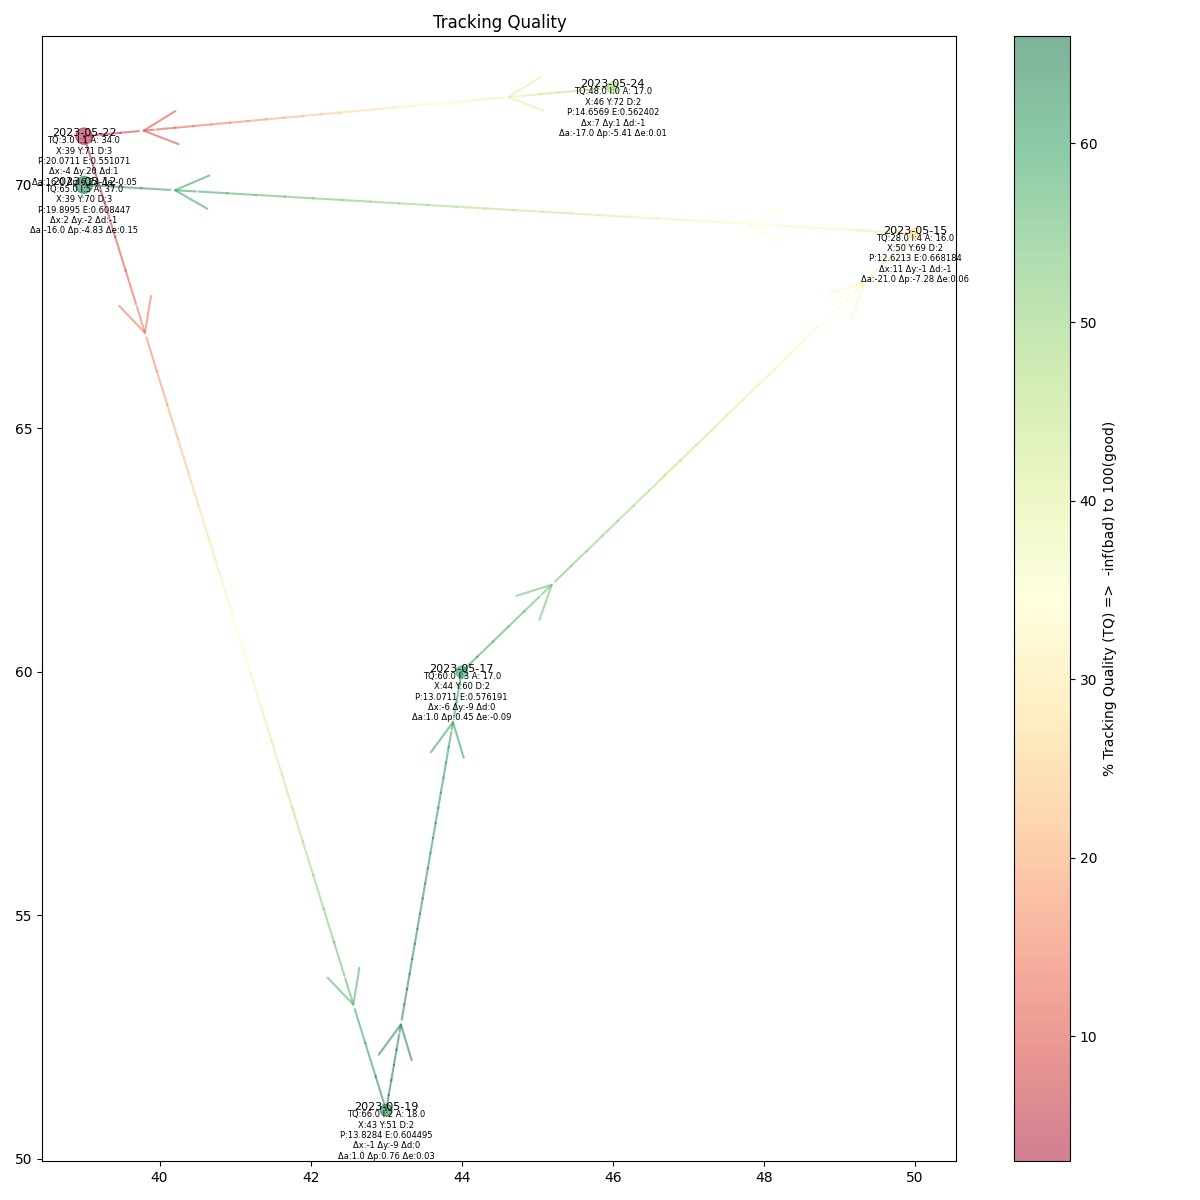 Tracking Quality
2023-05-24
TQ:48.0 I:0 A: 17.0
X:46 Y:72 D:2
P:14.6569 E:0.562402
Δx:7 Δy:1 Δd:-1
Δa:-17.0 Δp:-5.41 Δe:0.01
2023-05-22
TQ:3.0 I:1 A: 34.0
X:39 Y:71 D:3
P:20.0711 E:0.551071
Δx:-4 Δy:20 Δd:1
2023-05-12
TQ:65.0 I:5 A: 37.0
X:39 Y:70 D:3
P:19.8995 E:0.608447
Δx:2 Δy:-2 Δd:-1
Δa:-16.0 Δp:-4.83 Δe:0.15
2023-05-15
TQ:28.0 I:4 A: 16.0
X:50 Y:69 D:2
P:12.6213 E:0.668184
Δx:11 Δy:-1 Δd:-1
Δa:-21.0 Δp:-7.28 Δe:0.06
2023-05-17
TQ:60.0 I:3 A: 17.0
X:44 Y:60 D:2
P:13.0711 E:0.576191
Δx:-6 Δy:-9 Δd:0
Δa:1.0 Δp:0.45 Δe:-0.09
2023-05-19
TQ:66.0 I:2 A: 18.0
X:43 Y:51 D:2
P:13.8284 E:0.604495
Δx:-1 Δy:-9 Δd:0
Δa:1.0 Δp:0.76 Δe:0.03
70
65
60
55
50
40
42
44
46
48
50
60
50
40
30
20
10
% Tracking Quality (TQ) => -inf(bad) to 100(good)